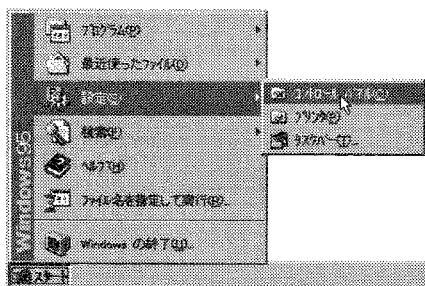 プログラム(P)
最近使ったファイル(D)
設定(S)
コントロール パネル(C)
プリンタ(P)
タスクバー(T)...
検索(F)
ヘルプ(H)
ファイル名を指定して実行(R)...
Windows の終了(U)...
Windows95
スタート